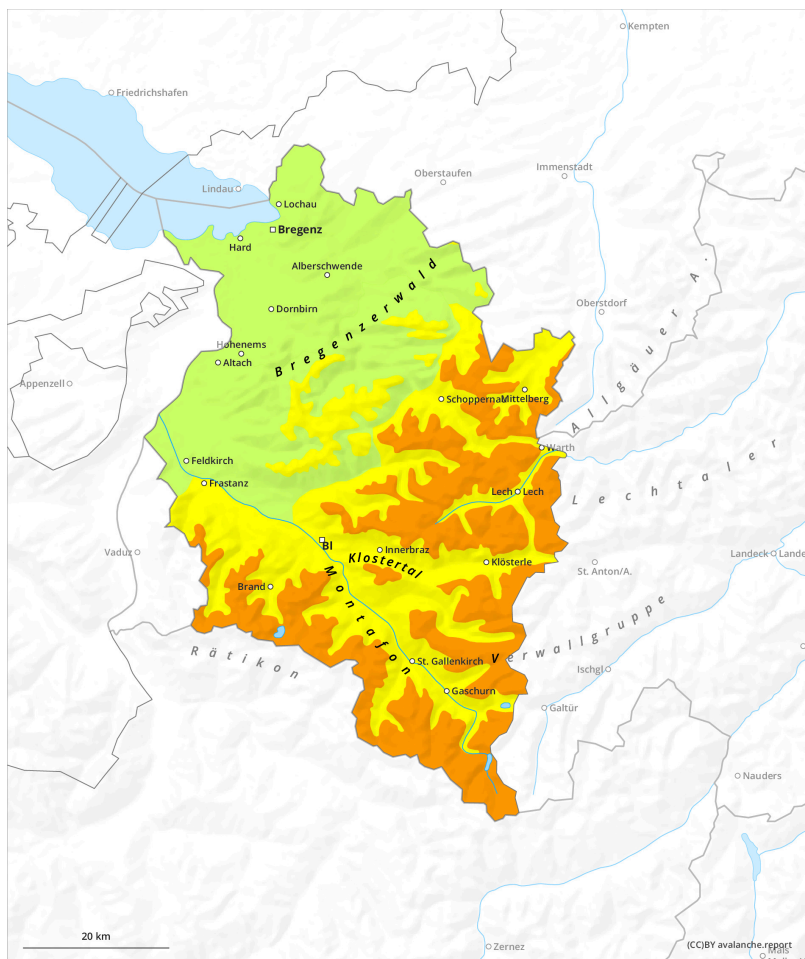 Kempten
Friedrichshafen
Oberstaufen
Immenstadt
Lindau
Lochau
Bregenz
Hard
Alberschwende
Bregenzerwald
Allgäuer A.
Oberstdorf
Dornbirn
Hohenems
Altach
Appenzell
Schoppernau
Mittelberg
Warth
Feldkirch
Lechtaler
Frastanz
Lech
Lech
Vaduz
Bl
Innerbraz
Klostertal
Klösterle
Landeck
Lande
St. Anton/A.
Brand
Montafon
Verwallgruppe
Rätikon
St. Gallenkirch
Ischgl
Gaschurn
Galtür
Nauders
20 km
Zernez
(CC)BY avalanche.report
Mals